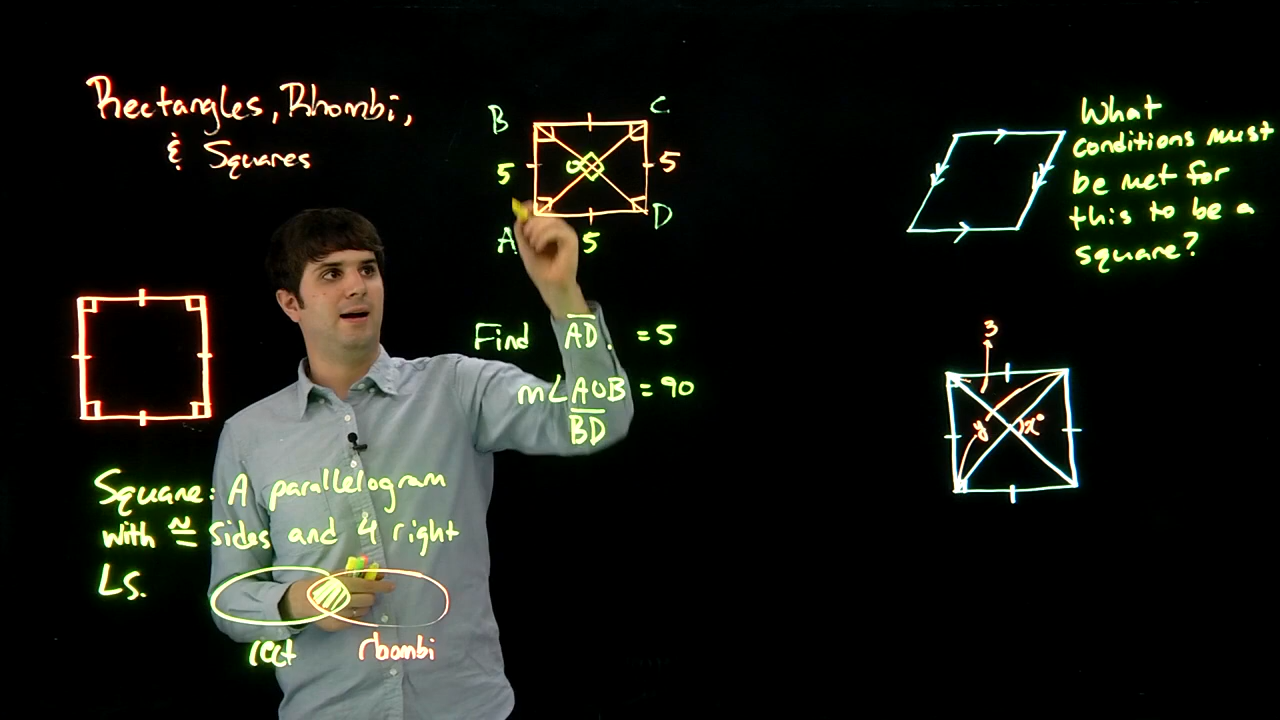 Rectangles, Rhombi,
& Squares
B C
5 O 5
A 5 D
Find AD. = 5
m∠AOB = 90
BD
Square: A parallelogram
with ≅ sides and 4 right
∠s.
rect rhombi
What
conditions must
be met for
this to be a
square?
3
y x°